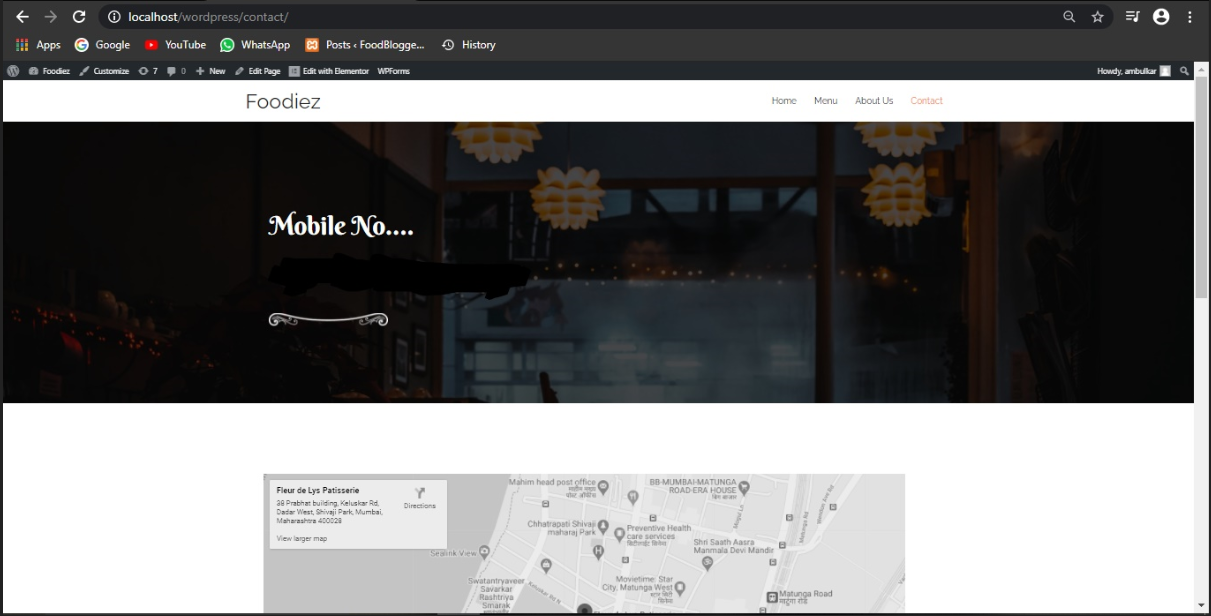 localhost/wordpress/contact/
Apps Google YouTube WhatsApp Posts ‹ FoodBlogge... History
Foodiez Customize 7 0 New Edit Page Edit with Elementor WPForms Howdy, ambulkar
Foodiez Home Menu About Us Contact
Mobile No....
Fleur de Lys Patisserie
38 Prabhat building, Keluskar Rd,
Dadar West, Shivaji Park, Mumbai,
Maharashtra 400028
Directions
View larger map
Mahim head post office
BB-MUMBAI-MATUNGA
ROAD-ERA HOUSE
Chhatrapati Shivaji
maharaj Park
Preventive Health
care services
Shri Saath Aasra
Manmala Devi Mandir
Sealink View
Movietime: Star
City, Matunga West
Swatantryaveer
Savarkar
Rashtriya
Smarak
Matunga Road